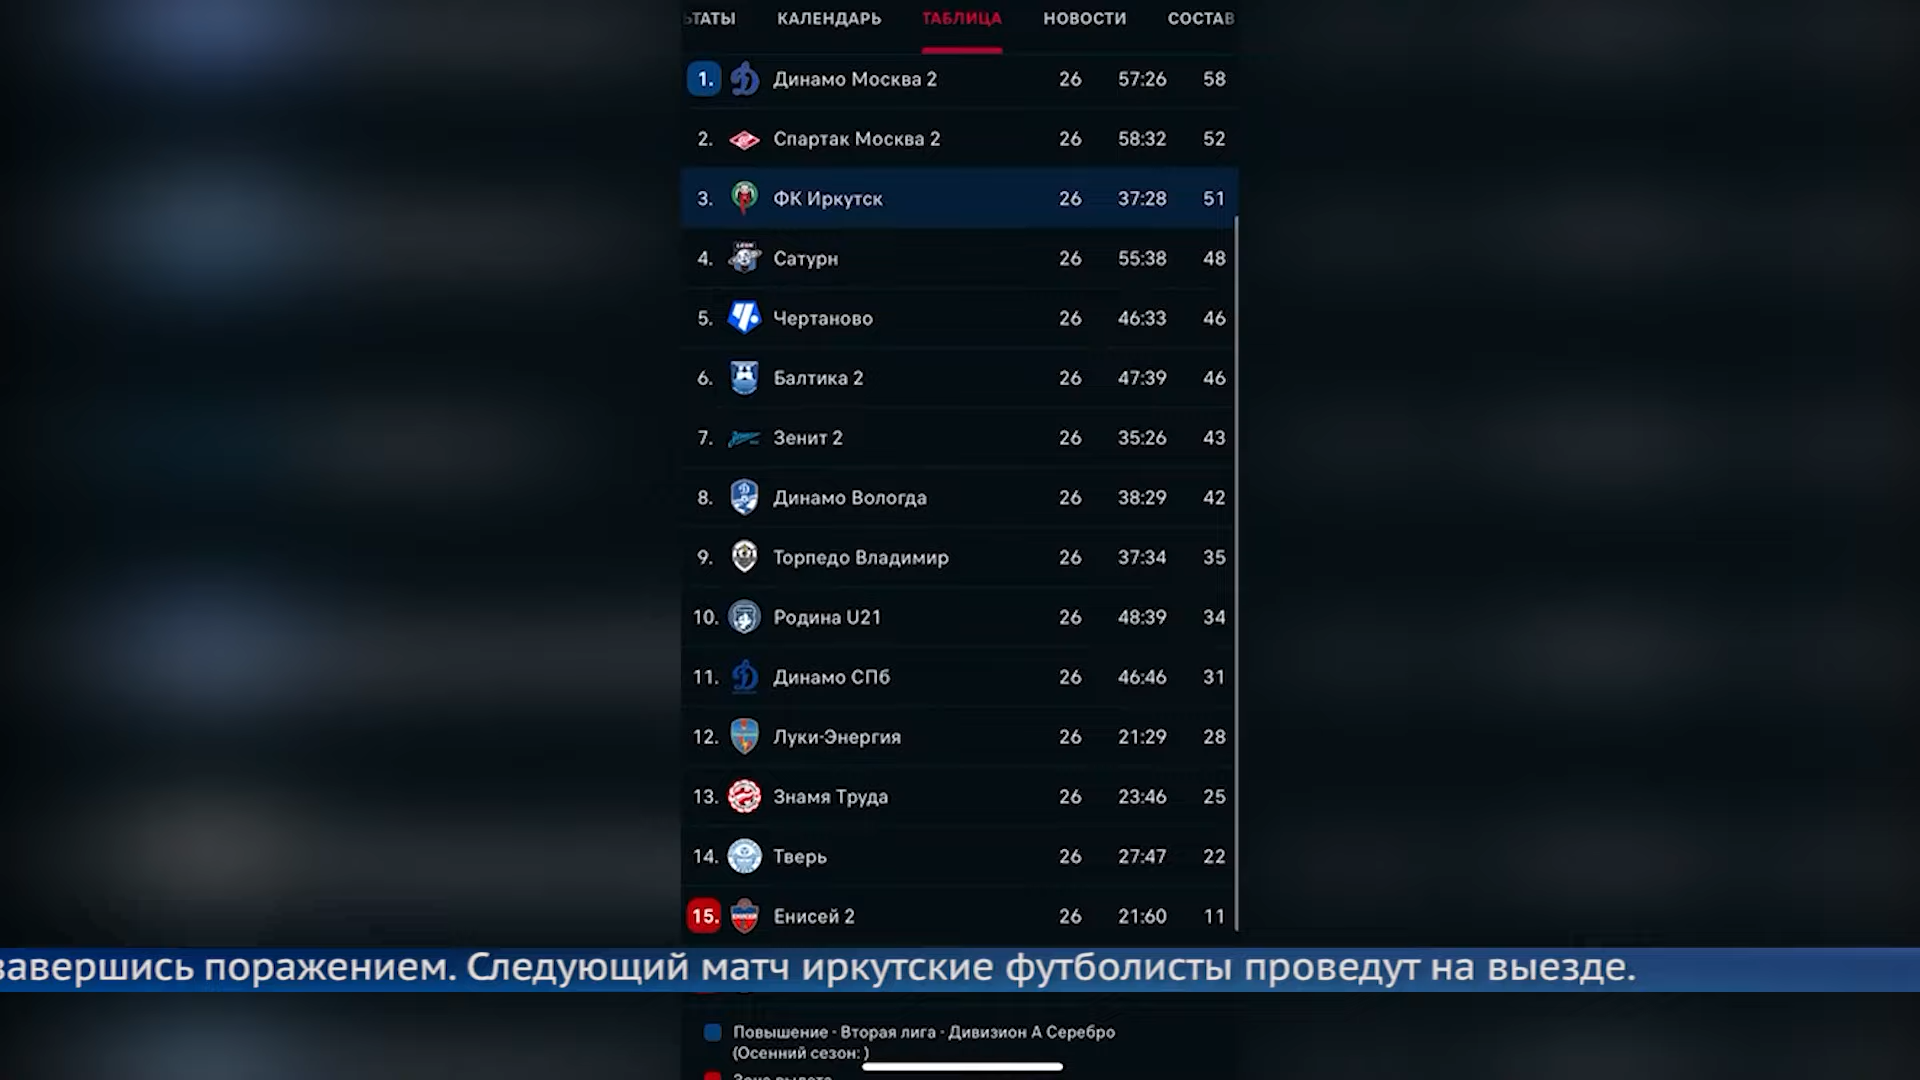 ЬТАТЫ КАЛЕНДАРЬ ТАБЛИЦА НОВОСТИ СОСТАВ
1. Динамо Москва 2 26 57:26 58
2. Спартак Москва 2 26 58:32 52
3. ФК Иркутск 26 37:28 51
4. Сатурн 26 55:38 48
5. Чертаново 26 46:33 46
6. Балтика 2 26 47:39 46
7. Зенит 2 26 35:26 43
8. Динамо Вологда 26 38:29 42
9. Торпедо Владимир 26 37:34 35
10. Родина U21 26 48:39 34
11. Динамо СПб 26 46:46 31
12. Луки-Энергия 26 21:29 28
13. Знамя Труда 26 23:46 25
14. Тверь 26 27:47 22
15. Енисей 2 26 21:60 11
завершись поражением. Следующий матч иркутские футболисты проведут на выезде.
Повышение - Вторая лига - Дивизион А Серебро
(Осенний сезон: )